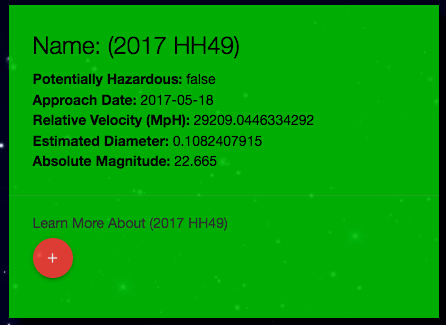 Name: (2017 HH49)
Potentially Hazardous: false
Approach Date: 2017-05-18
Relative Velocity (MpH): 29209.0446334292
Estimated Diameter: 0.1082407915
Absolute Magnitude: 22.665
Learn More About (2017 HH49)
+